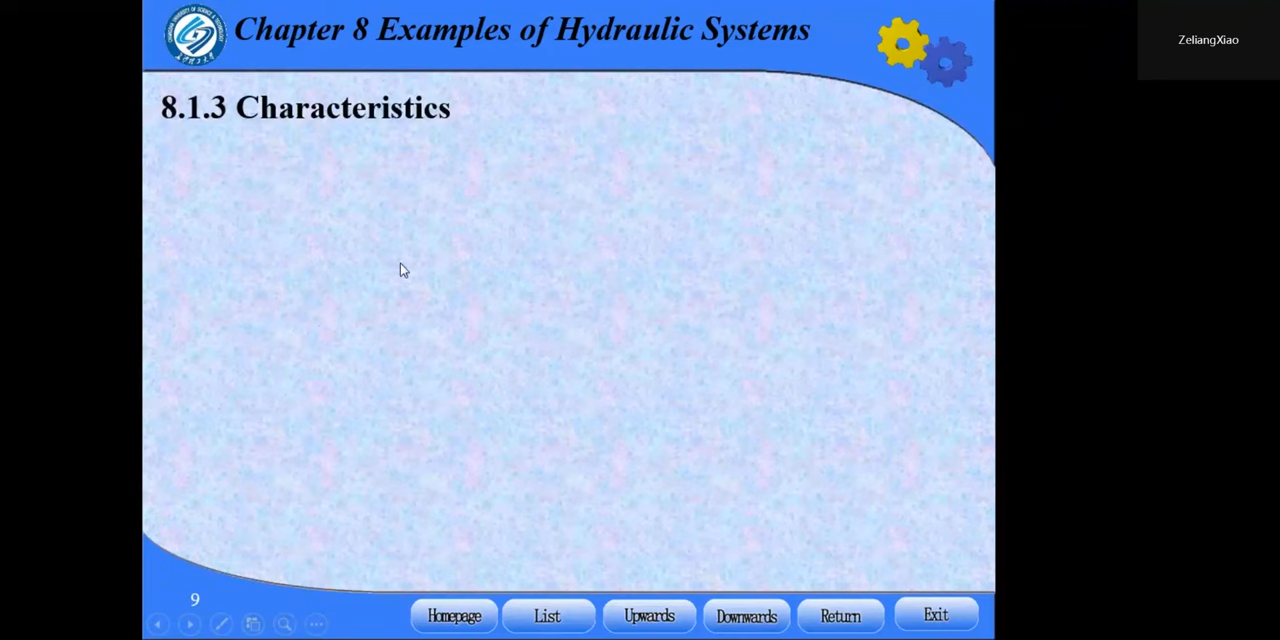 Chapter 8 Examples of Hydraulic Systems
ZeliangXiao
8.1.3 Characteristics
9
Homepage
List
Upwards
Downwards
Return
Exit